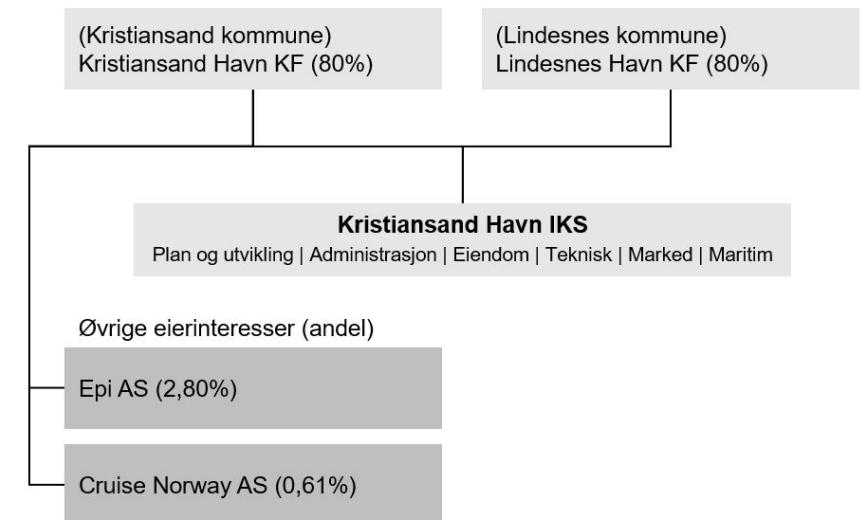 (Kristiansand kommune)
Kristiansand Havn KF (80%)
(Lindesnes kommune)
Lindesnes Havn KF (80%)
Kristiansand Havn IKS
Plan og utvikling | Administrasjon | Eiendom | Teknisk | Marked | Maritim
Øvrige eierinteresser (andel)
Epi AS (2,80%)
Cruise Norway AS (0,61%)